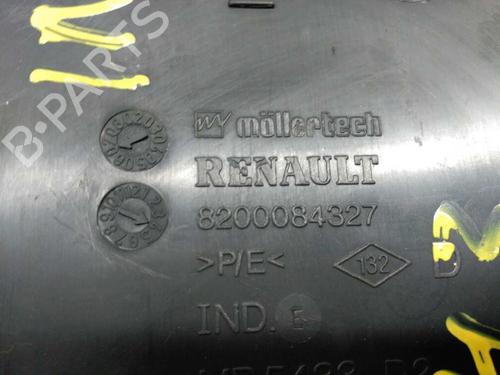 möllertech
RENAULT
8200084327
>P/E<
132
D
IND. E
B-PARTS